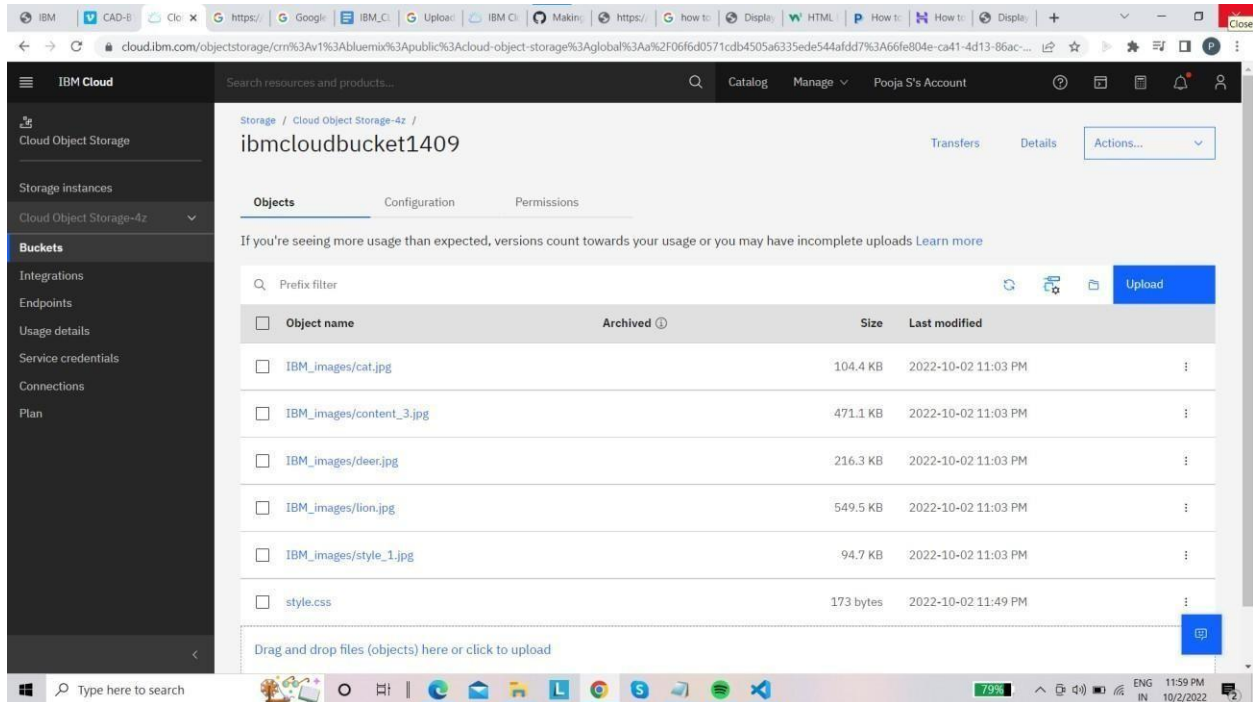 IBM
CAD-B
Clo
https://
Google
IBM_CL
Upload
IBM Cl
Making
https://
how to
Display
HTML
How to
How to
Display
Close
cloud.ibm.com/objectstorage/crn%3Av1%3Abluemix%3Apublic%3Acloud-object-storage%3Aglobal%3Aa%2F06f6d0571cdb4505a6335ede544afdd7%3A66fe804e-ca41-4d13-86ac-...
P
IBM Cloud
Search resources and products...
Catalog
Manage
Pooja S's Account
Cloud Object Storage
Storage instances
Cloud Object Storage-4z
Buckets
Integrations
Endpoints
Usage details
Service credentials
Connections
Plan
Storage / Cloud Object Storage-4z /
ibmcloudbucket1409
Transfers
Details
Actions...
Objects
Configuration
Permissions
If you're seeing more usage than expected, versions count towards your usage or you may have incomplete uploads Learn more
Prefix filter
Upload
Object name Archived Size Last modified
IBM_images/cat.jpg 104.4 KB 2022-10-02 11:03 PM
IBM_images/content_3.jpg 471.1 KB 2022-10-02 11:03 PM
IBM_images/deer.jpg 216.3 KB 2022-10-02 11:03 PM
IBM_images/lion.jpg 549.5 KB 2022-10-02 11:03 PM
IBM_images/style_1.jpg 94.7 KB 2022-10-02 11:03 PM
style.css 173 bytes 2022-10-02 11:49 PM
Drag and drop files (objects) here or click to upload
Type here to search
L
S
79%
ENG
IN
11:59 PM
10/2/2022
2